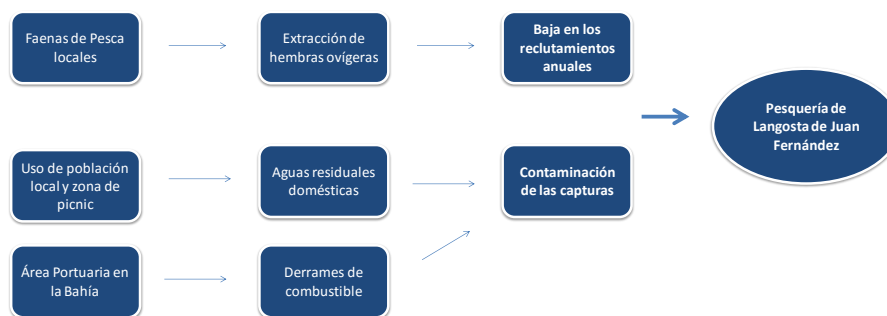 Faenas de Pesca
locales
Extracción de
hembras ovígeras
Baja en los
reclutamientos
anuales
Pesquería de
Langosta de Juan
Fernández
Uso de población
local y zona de
picnic
Aguas residuales
domésticas
Contaminación
de las capturas
Área Portuaria en
la Bahía
Derrames de
combustible